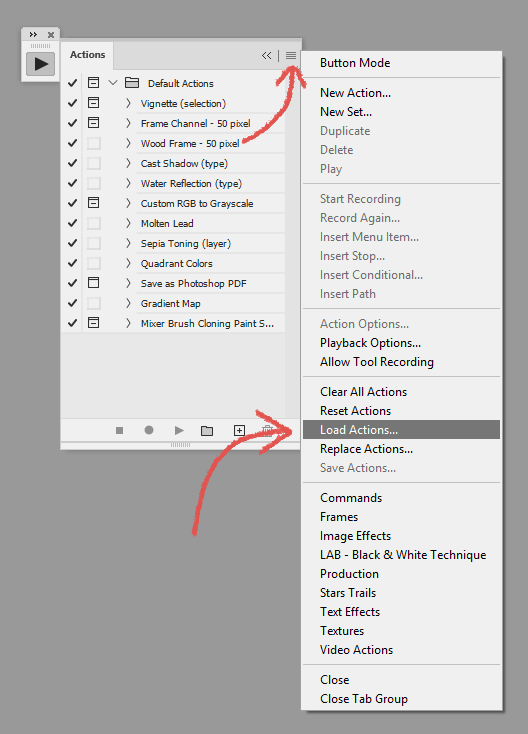 Actions
Default Actions
Vignette (selection)
Frame Channel - 50 pixel
Wood Frame - 50 pixel
Cast Shadow (type)
Water Reflection (type)
Custom RGB to Grayscale
Molten Lead
Sepia Toning (layer)
Quadrant Colors
Save as Photoshop PDF
Gradient Map
Mixer Brush Cloning Paint S...
Button Mode
New Action...
New Set...
Duplicate
Delete
Play
Start Recording
Record Again...
Insert Menu Item...
Insert Stop...
Insert Conditional...
Insert Path
Action Options...
Playback Options...
Allow Tool Recording
Clear All Actions
Reset Actions
Load Actions...
Replace Actions...
Save Actions...
Commands
Frames
Image Effects
LAB - Black & White Technique
Production
Stars Trails
Text Effects
Textures
Video Actions
Close
Close Tab Group